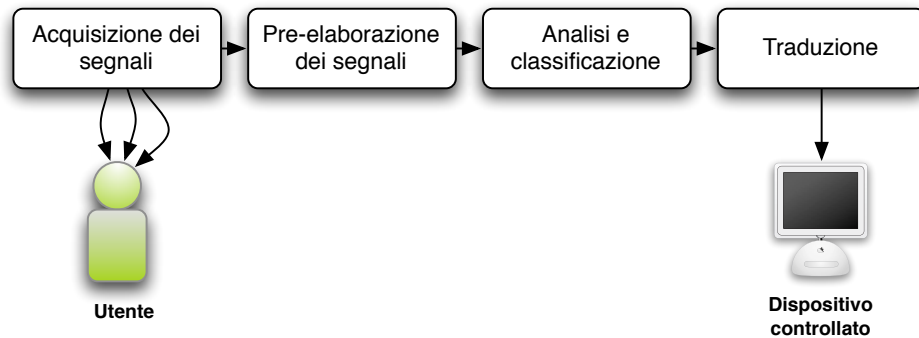 Acquisizione dei
segnali
Pre-elaborazione
dei segnali
Analisi e
classificazione
Traduzione
Utente
Dispositivo
controllato